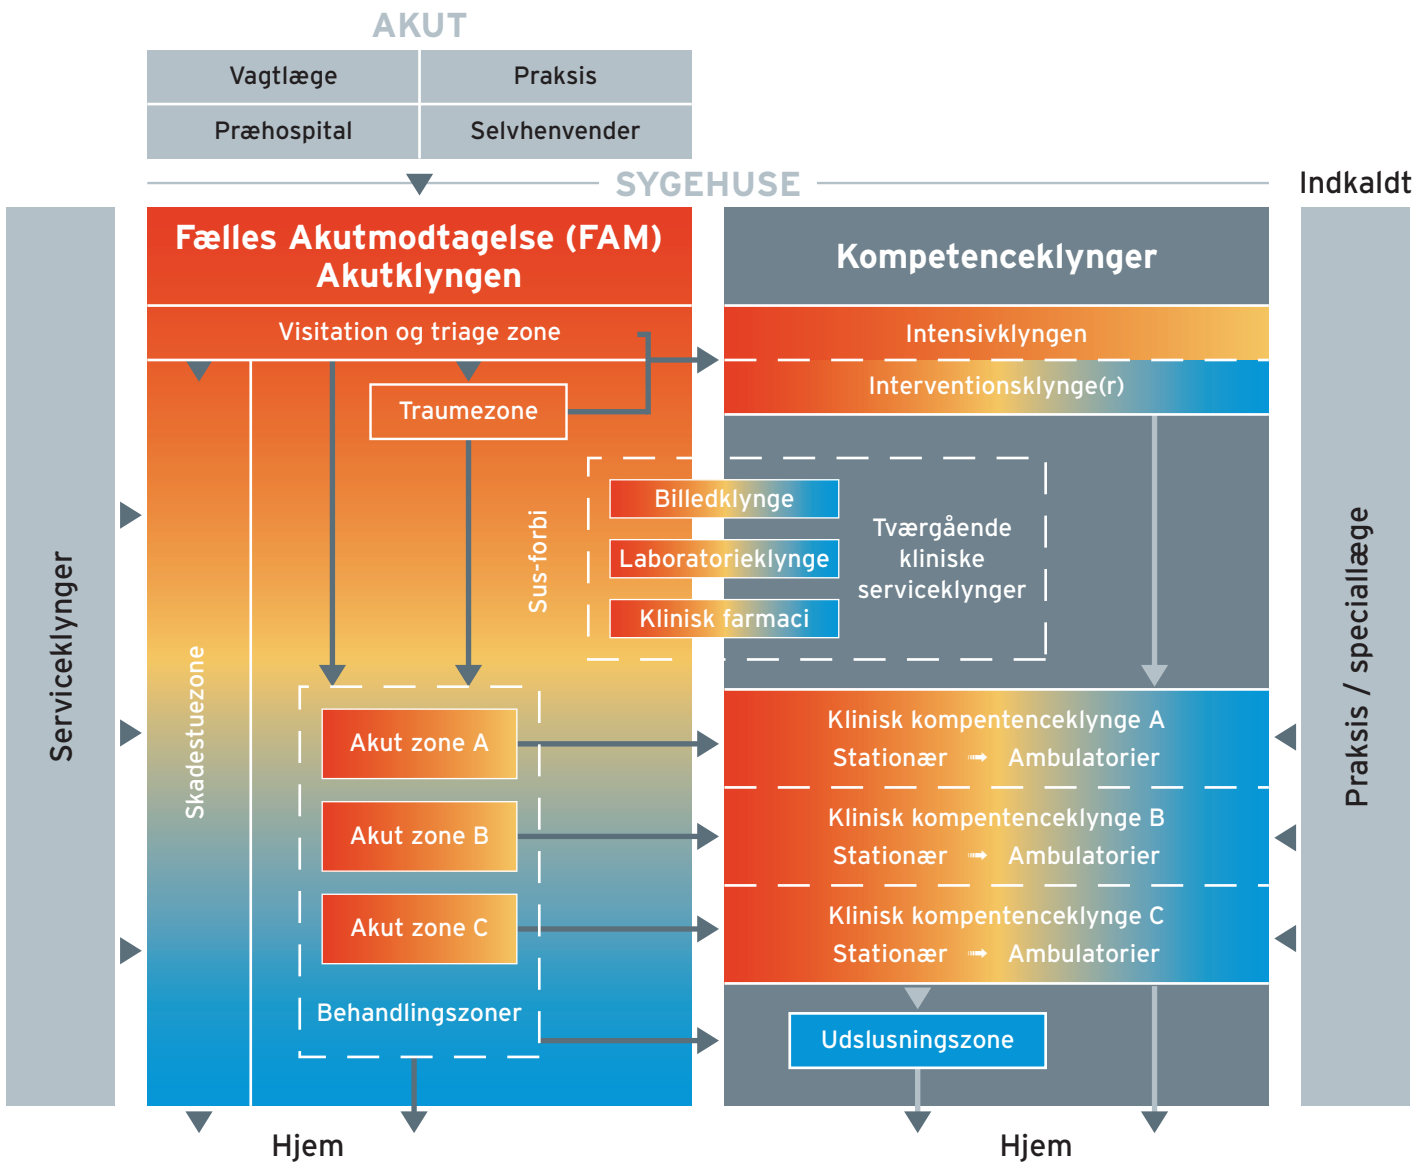 AKUT
Vagtlæge
Praksis
Præhospital
Selvhenvender
SYGEHUSE
Indkaldt
Serviceklynger
Fælles Akutmodtagelse (FAM)
Akutklyngen
Visitation og triage zone
Traumezone
Skadestuezone
Sus-forbi
Akut zone A
Akut zone B
Akut zone C
Behandlingszoner
Hjem
Kompetenceklynger
Intensivklyngen
Interventionsklynge(r)
Billedklynge
Laboratorieklynge
Klinisk farmaci
Tværgående
kliniske
serviceklynger
Klinisk kompentenceklynge A
Stationær ➟ Ambulatorier
Klinisk kompentenceklynge B
Stationær ➟ Ambulatorier
Klinisk kompentenceklynge C
Stationær ➟ Ambulatorier
Udslusningszone
Hjem
Praksis / speciallæge